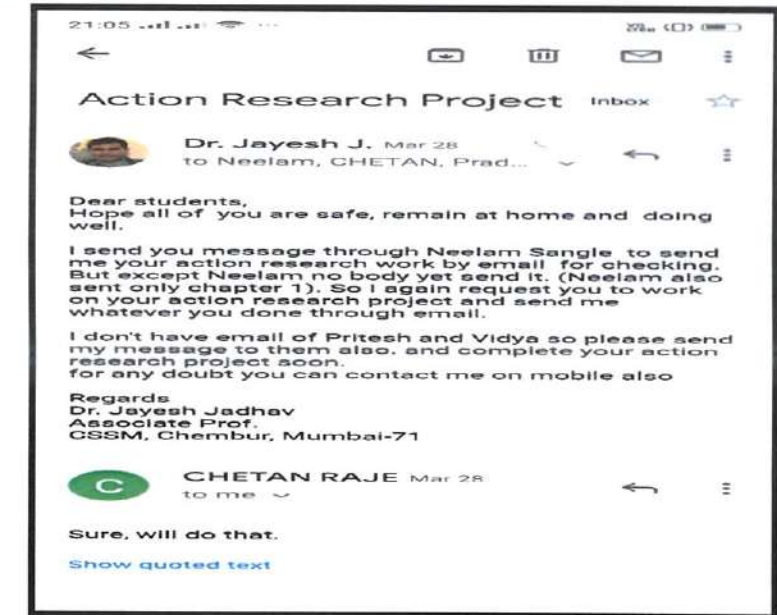 21:05
Action Research Project Inbox
Dr. Jayesh J. Mar 28
to Neelam, CHETAN, Prad...
Dear students,
Hope all of you are safe, remain at home and doing
well.
I send you message through Neelam Sangle to send
me your action research work by email for checking.
But except Neelam no body yet send it. (Neelam also
sent only chapter 1). So I again request you to work
on your action research project and send me
whatever you done through email.
I don't have email of Pritesh and Vidya so please send
my message to them also. and complete your action
research project soon.
for any doubt you can contact me on mobile also
Regards
Dr. Jayesh Jadhav
Associate Prof.
CSSM, Chembur, Mumbai-71
C
CHETAN RAJE Mar 28
to me
Sure, will do that.
Show quoted text